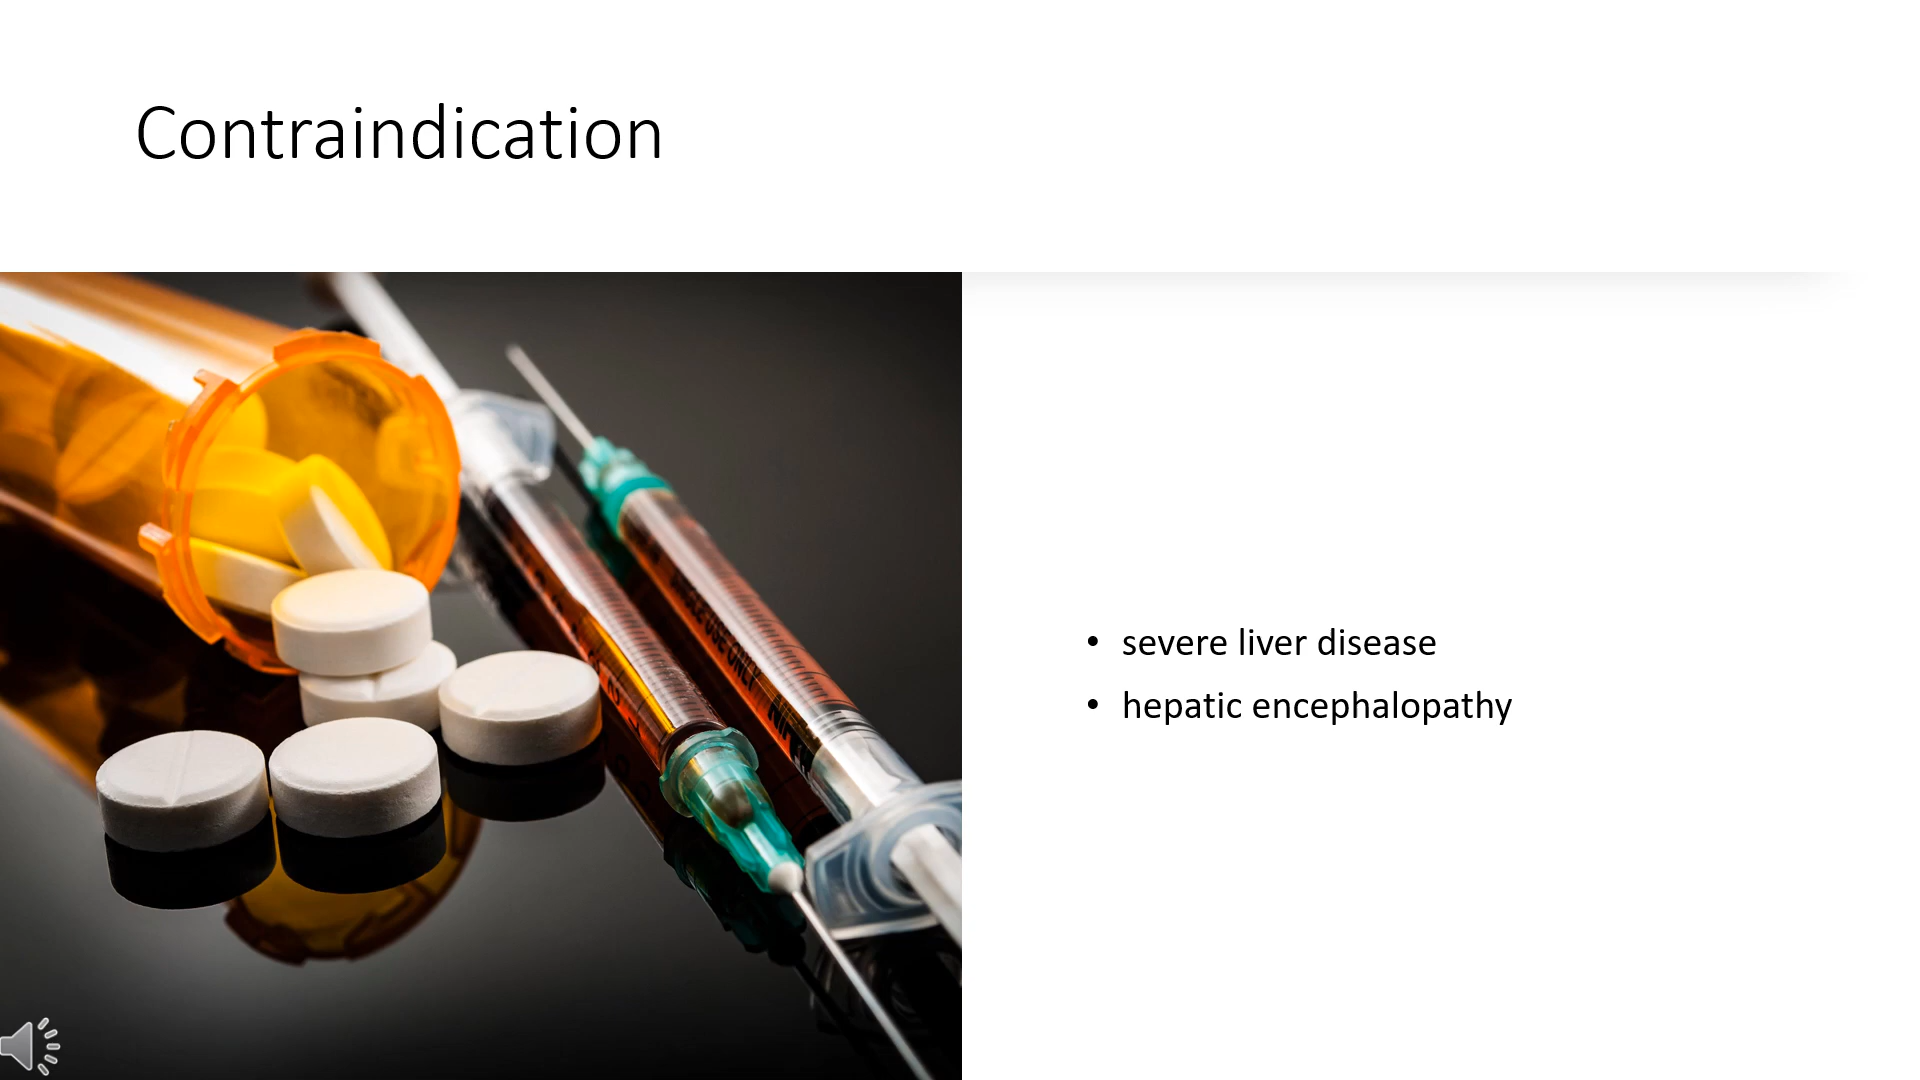 Contraindication
• severe liver disease
• hepatic encephalopathy